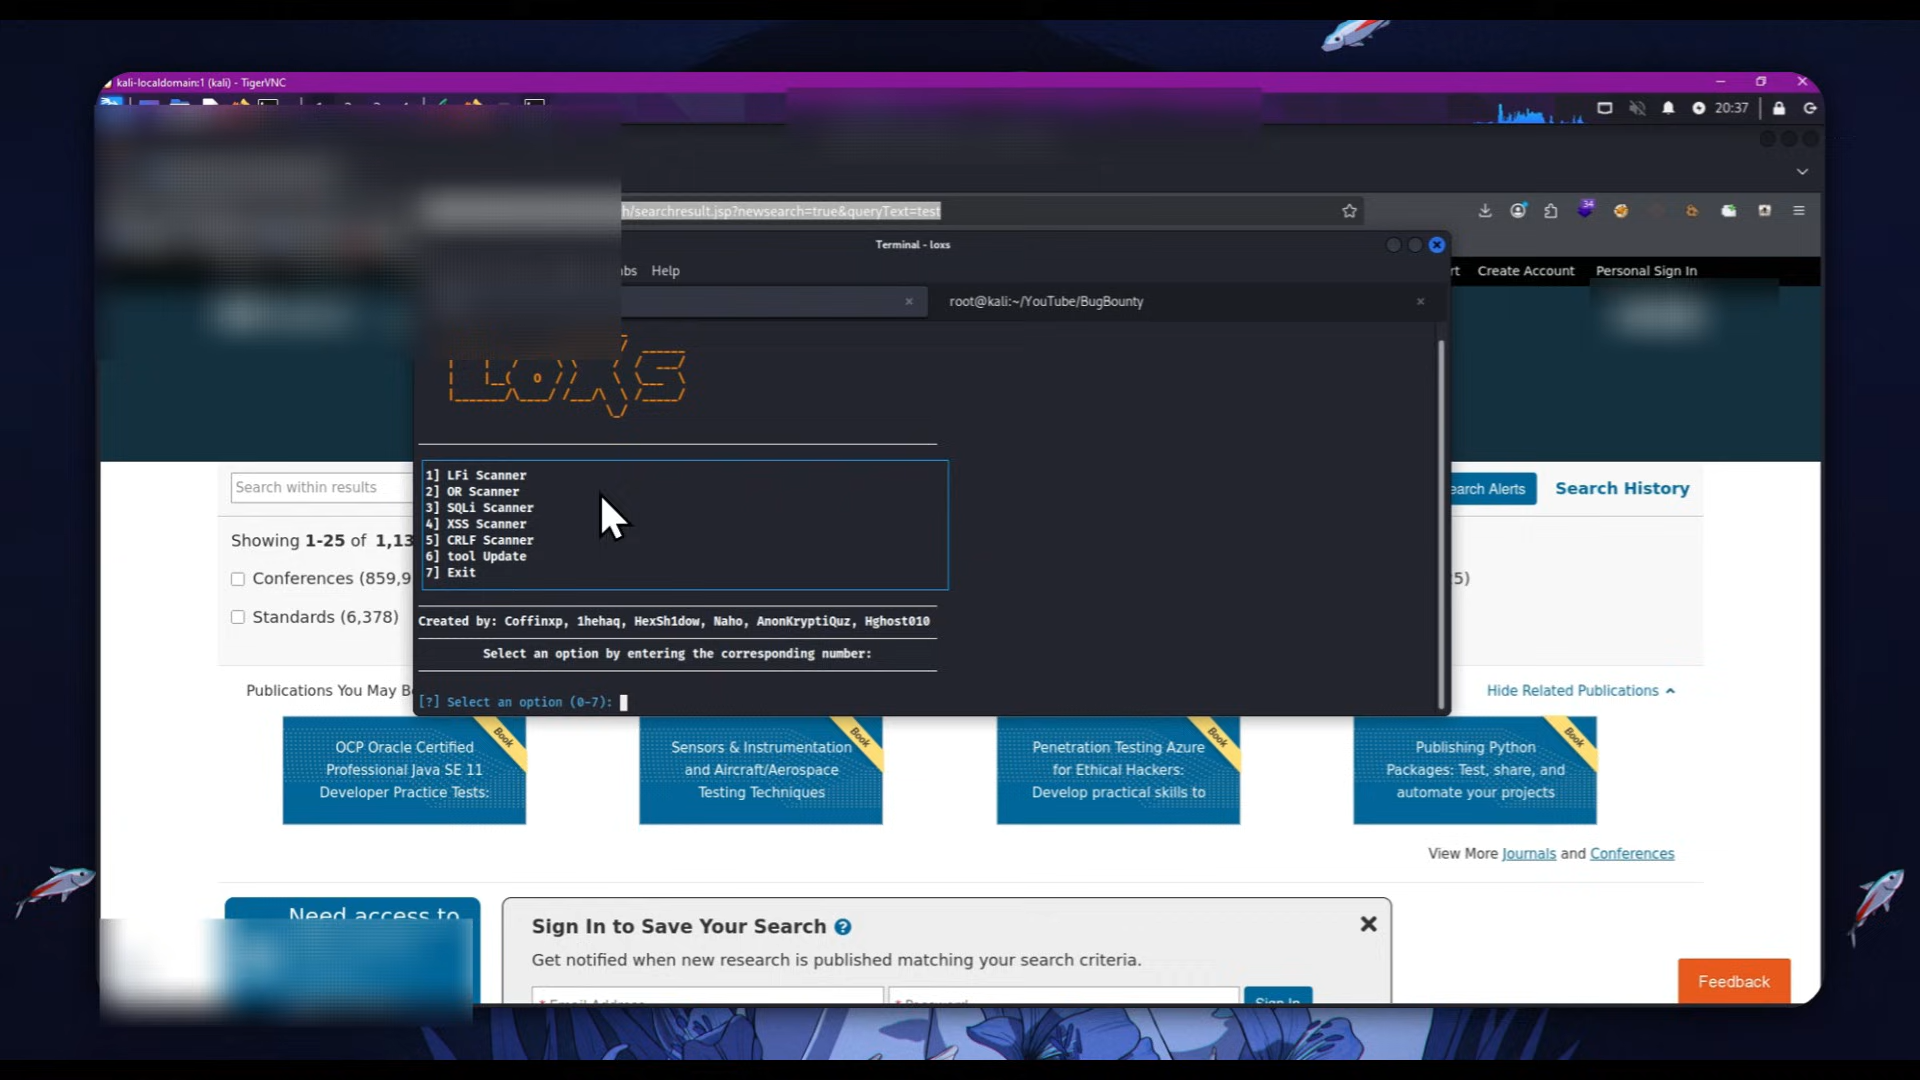 kali-localdomain:1 (kali) - TigerVNC
20:37
h/searchresult.jsp?newsearch=true&queryText=test
34
Terminal - loxs
Help
root@kali:~/YouTube/BugBounty
Create Account
Personal Sign In
Loxs
1] LFi Scanner
2] OR Scanner
3] SQLi Scanner
4] XSS Scanner
5] CRLF Scanner
6] tool Update
7] Exit
Created by: Coffinxp, 1hehaq, HexSh1dow, Naho, AnonKryptiQuz, Hghost010
Select an option by entering the corresponding number:
[?] Select an option (0-7):
Search within results
earch Alerts
Search History
Showing 1-25 of 1,13
Conferences (859,9
5)
Standards (6,378)
Publications You May Be
Hide Related Publications
OCP Oracle Certified
Professional Java SE 11
Developer Practice Tests:
Book
Sensors & Instrumentation
and Aircraft/Aerospace
Testing Techniques
Book
Penetration Testing Azure
for Ethical Hackers:
Develop practical skills to
Book
Publishing Python
Packages: Test, share, and
automate your projects
Book
View More Journals and Conferences
Need access to
Sign In to Save Your Search
Get notified when new research is published matching your search criteria.
* Email Address
* Password
Sign In
Feedback